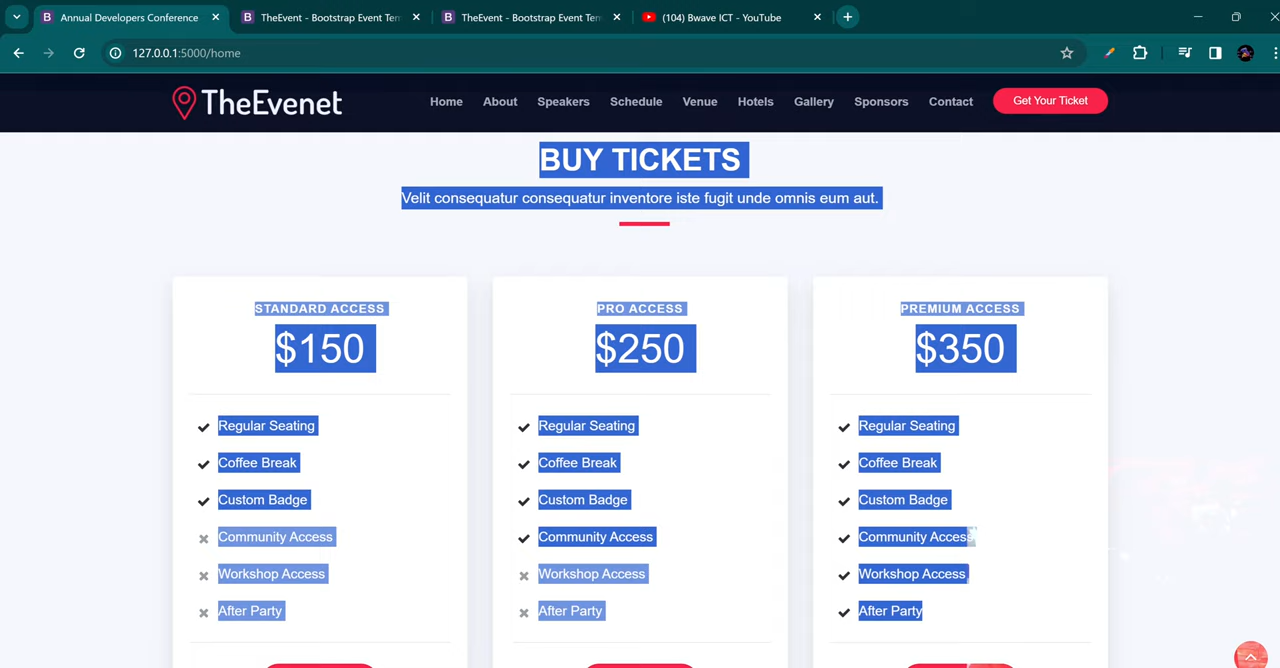 Annual Developers Conference
TheEvent - Bootstrap Event Tem
TheEvent - Bootstrap Event Tem
(104) Bwave ICT - YouTube
127.0.0.1:5000/home
TheEvenet
Home About Speakers Schedule Venue Hotels Gallery Sponsors Contact Get Your Ticket
BUY TICKETS
Velit consequatur consequatur inventore iste fugit unde omnis eum aut.
STANDARD ACCESS
$150
Regular Seating
Coffee Break
Custom Badge
Community Access
Workshop Access
After Party
PRO ACCESS
$250
Regular Seating
Coffee Break
Custom Badge
Community Access
Workshop Access
After Party
PREMIUM ACCESS
$350
Regular Seating
Coffee Break
Custom Badge
Community Access
Workshop Access
After Party